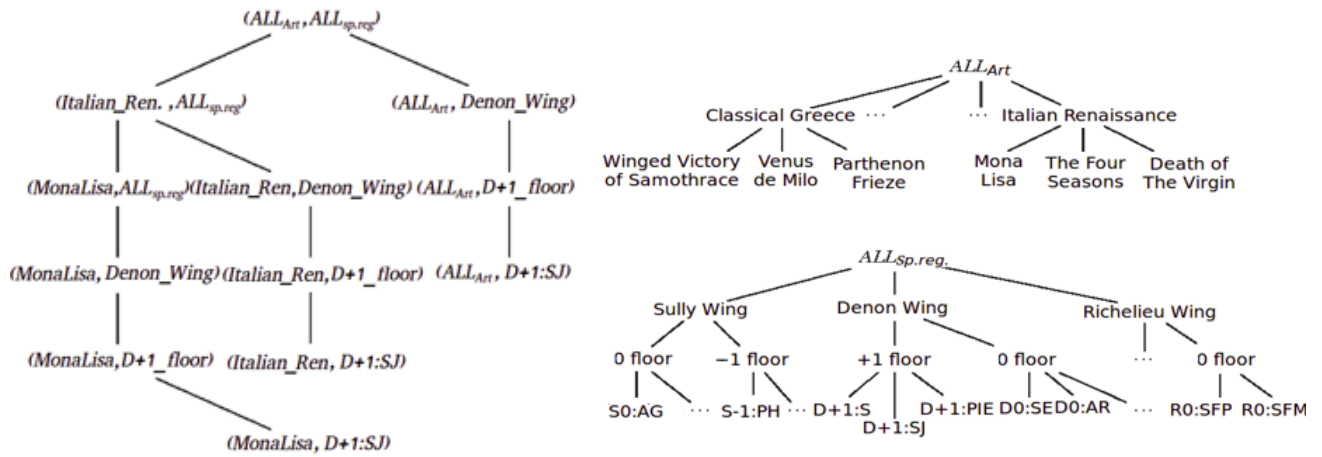 (ALL_Art, ALL_sp.reg)
(Italian_Ren. , ALL_sp.reg) (ALL_Art, Denon_Wing)
(MonaLisa, ALL_sp.reg)(Italian_Ren, Denon_Wing) (ALL_Art, D+1_floor)
(MonaLisa, Denon_Wing) (Italian_Ren, D+1_floor) (ALL_Art, D+1:SJ)
(MonaLisa, D+1_floor) (Italian_Ren, D+1:SJ)
(MonaLisa, D+1:SJ)
ALL_Art
Classical Greece ... ... Italian Renaissance
Winged Victory Venus Parthenon Mona The Four Death of
of Samothrace de Milo Frieze Lisa Seasons The Virgin
ALL_Sp.reg.
Sully Wing Denon Wing Richelieu Wing
0 floor −1 floor +1 floor 0 floor ... 0 floor
S0:AG ... S-1:PH ... D+1:S D+1:PIE D0:SE D0:AR ... R0:SFP R0:SFM
D+1:SJ